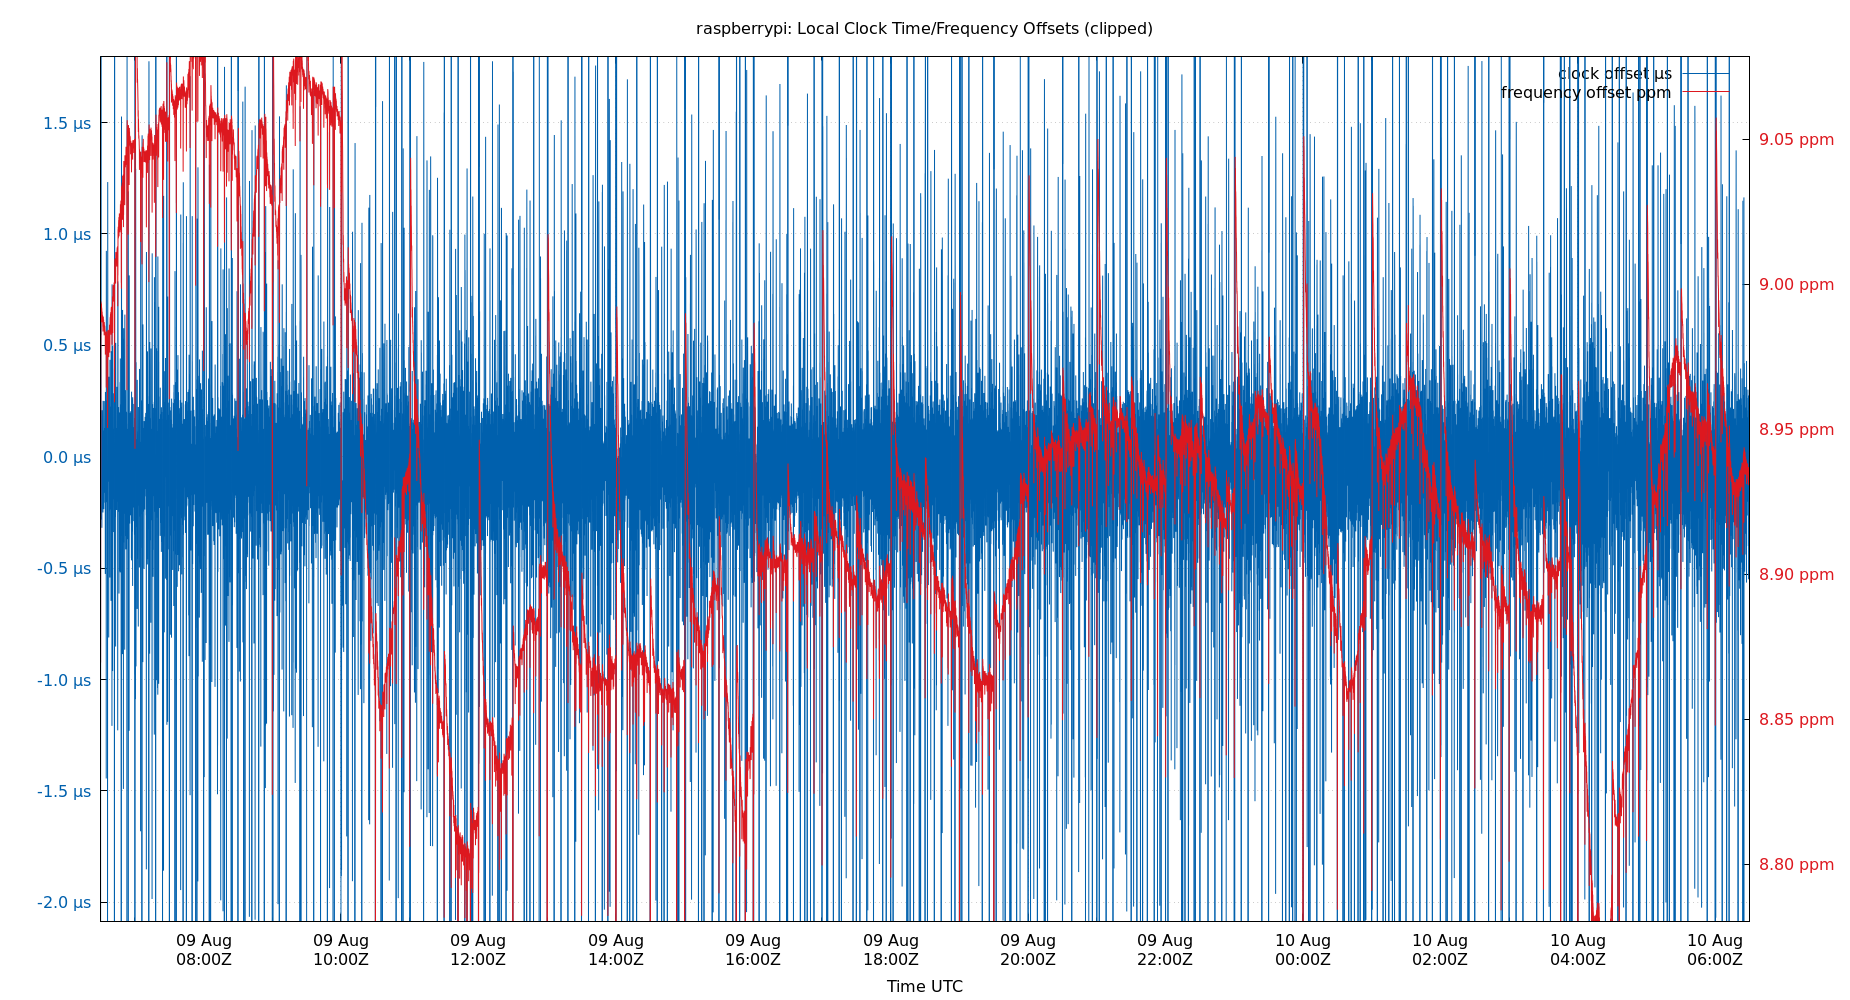 raspberrypi: Local Clock Time/Frequency Offsets (clipped)
clock offset µs
frequency offset ppm
1.5 µs
1.0 µs
0.5 µs
0.0 µs
-0.5 µs
-1.0 µs
-1.5 µs
-2.0 µs
9.05 ppm
9.00 ppm
8.95 ppm
8.90 ppm
8.85 ppm
8.80 ppm
09 Aug 09 Aug 09 Aug 09 Aug 09 Aug 09 Aug 09 Aug 09 Aug 10 Aug 10 Aug 10 Aug 10 Aug
08:00Z 10:00Z 12:00Z 14:00Z 16:00Z 18:00Z 20:00Z 22:00Z 00:00Z 02:00Z 04:00Z 06:00Z
Time UTC